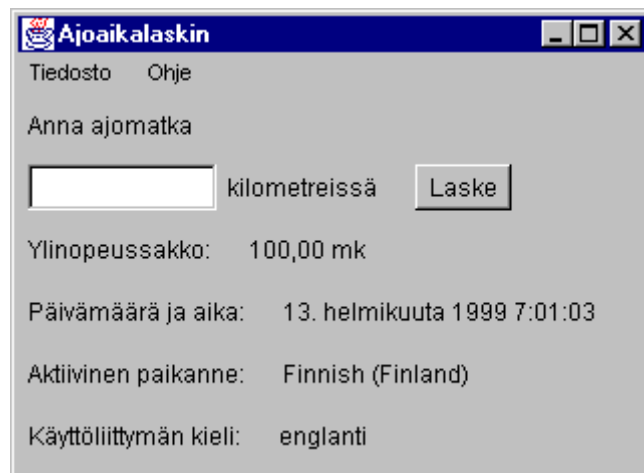 Ajoaikalaskin
Tiedosto Ohje
Anna ajomatka
kilometreissä Laske
Ylinopeussakko: 100,00 mk
Päivämäärä ja aika: 13. helmikuuta 1999 7:01:03
Aktiivinen paikanne: Finnish (Finland)
Käyttöliittymän kieli: englanti